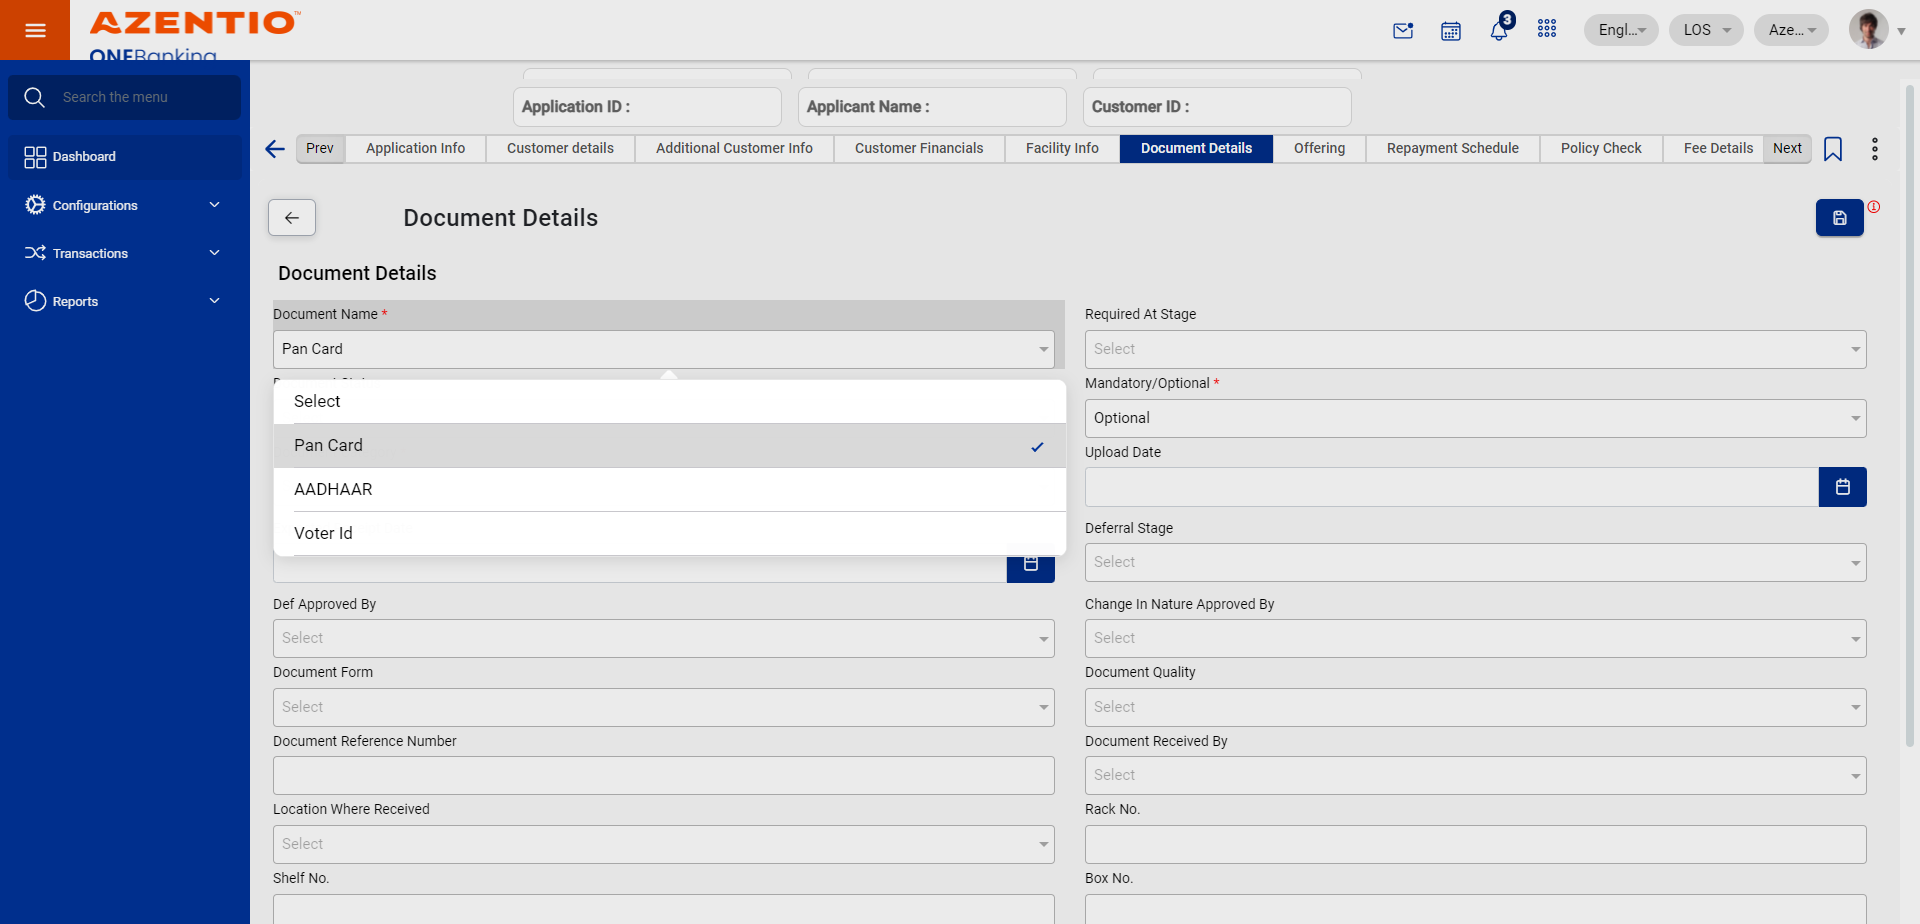 AZENTIO™
ONEBanking
3
Engl...
LOS
Aze...
Search the menu
Dashboard
Configurations
Transactions
Reports
Application ID :
Applicant Name :
Customer ID :
Prev
Application Info
Customer details
Additional Customer Info
Customer Financials
Facility Info
Document Details
Offering
Repayment Schedule
Policy Check
Fee Details
Next
Document Details
Document Details
Document Name *
Pan Card
Required At Stage
Select
Select
Pan Card
AADHAAR
Voter Id
Mandatory/Optional *
Optional
Upload Date
Deferral Stage
Select
Def Approved By
Select
Change In Nature Approved By
Select
Document Form
Select
Document Quality
Select
Document Reference Number
Document Received By
Select
Location Where Received
Select
Rack No.
Shelf No.
Box No.